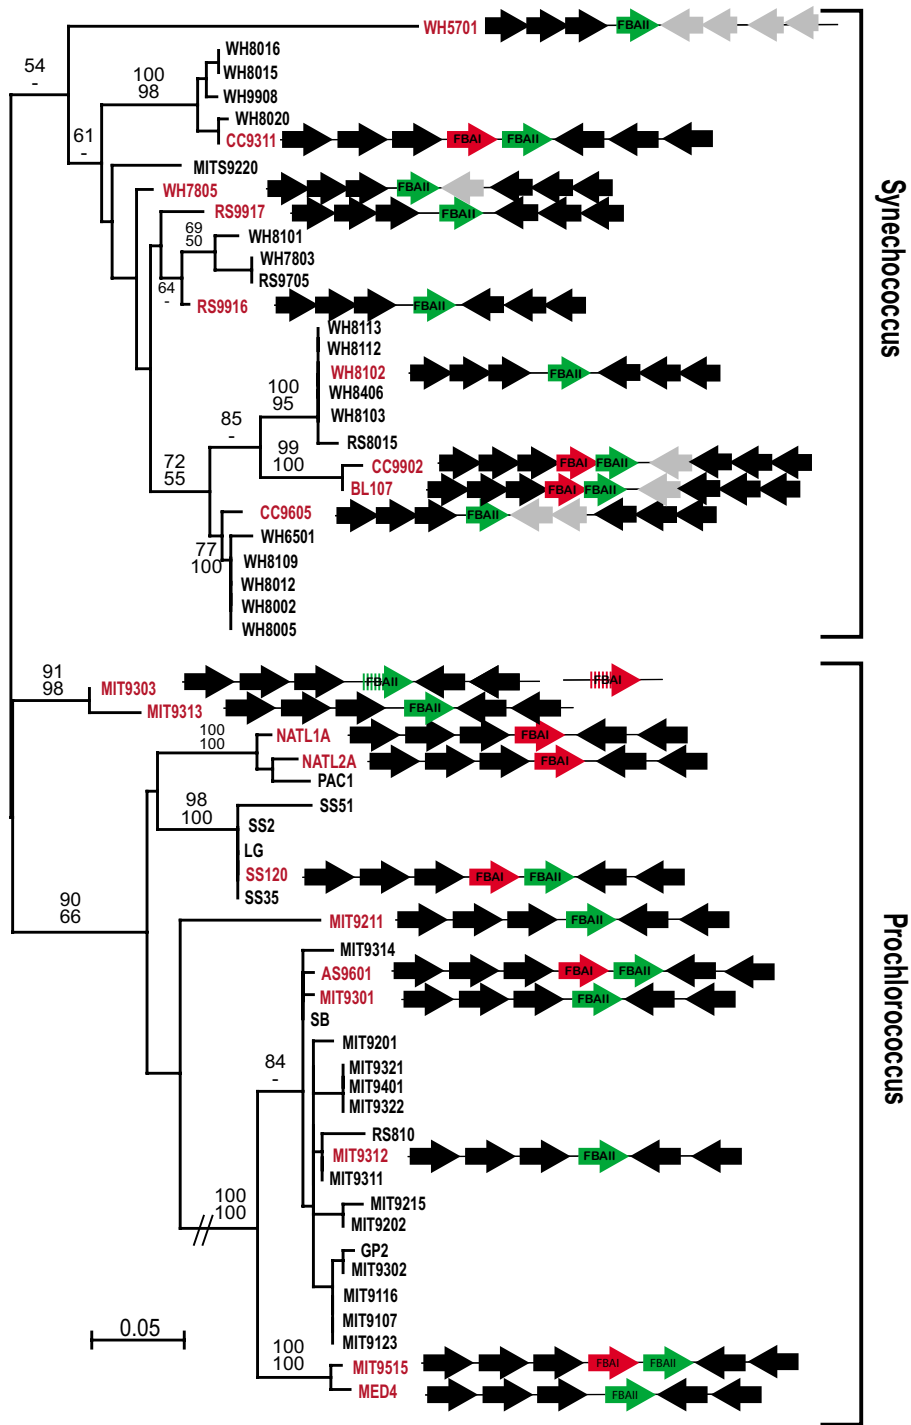 WH5701 FBAII
54
-
WH8016
WH8015
100
98
WH9908
WH8020
61
-
CC9311 FBAI FBAII
MITS9220
WH7805 FBAII
RS9917 FBAII
69
50
WH8101
WH7803
RS9705
64
-
RS9916 FBAII
WH8113
WH8112
WH8102 FBAII
100
95
WH8406
WH8103
85
-
RS8015
99
100
72
55
CC9902 FBAI FBAII
BL107 FBAI FBAII
CC9605 FBAII
WH6501
77
100
WH8109
WH8012
WH8002
WH8005
Synechococcus
91
98
MIT9303 FBAII FBAI
MIT9313 FBAII
100
100
NATL1A FBAI
NATL2A FBAI
PAC1
98
100
SS51
SS2
LG
SS120 FBAI FBAII
SS35
90
66
MIT9211 FBAII
MIT9314
AS9601 FBAI FBAII
MIT9301 FBAII
SB
MIT9201
84
-
MIT9321
MIT9401
MIT9322
RS810
MIT9312 FBAII
MIT9311
100
100
MIT9215
MIT9202
GP2
MIT9302
MIT9116
MIT9107
MIT9123
0.05
100
100
MIT9515 FBAI FBAII
MED4 FBAII
Prochlorococcus